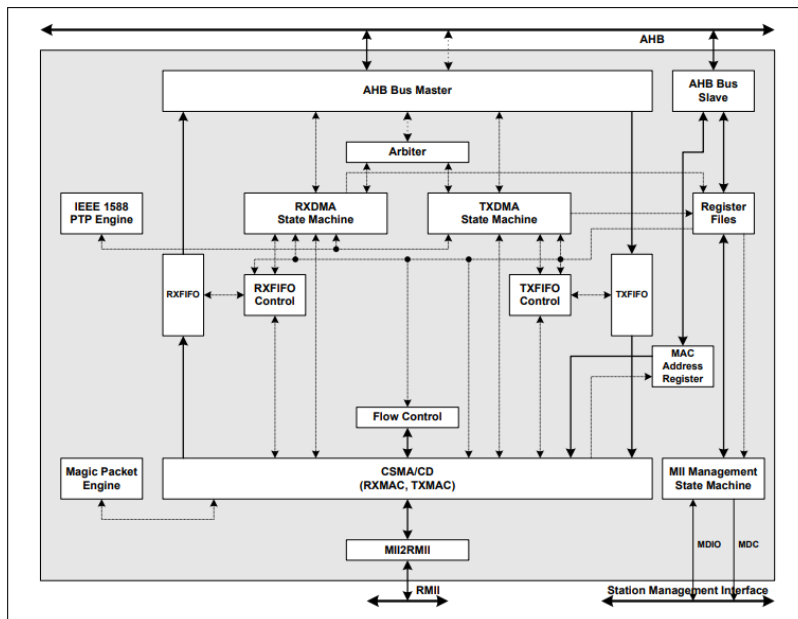 AHB
AHB Bus Master
AHB Bus
Slave
Arbiter
IEEE 1588
PTP Engine
RXDMA
State Machine
TXDMA
State Machine
Register
Files
RXFIFO
RXFIFO
Control
TXFIFO
Control
TXFIFO
MAC
Address
Register
Flow Control
Magic Packet
Engine
CSMA/CD
(RXMAC, TXMAC)
MII Management
State Machine
MII2RMII
MDIO
MDC
RMII
Station Management Interface